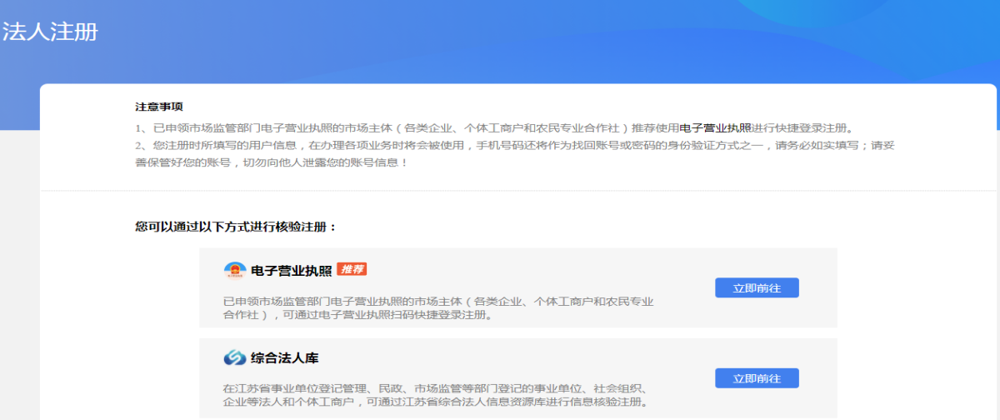 法人注册
注意事项
1、已申领市场监管部门电子营业执照的市场主体（各类企业、个体工商户和农民专业合作社）推荐使用电子营业执照进行快捷登录注册。
2、您注册时所填写的用户信息，在办理各项业务时将会被使用，手机号码还将作为找回账号或密码的身份验证方式之一，请务必如实填写；请妥
善保管好您的账号，切勿向他人泄露您的账号信息！
您可以通过以下方式进行核验注册：
电子营业执照 推荐
已申领市场监管部门电子营业执照的市场主体（各类企业、个体工商户和农民专业
合作社），可通过电子营业执照扫码快捷登录注册。
立即前往
综合法人库
在江苏省事业单位登记管理、民政、市场监管等部门登记的事业单位、社会组织、
企业等法人和个体工商户，可通过江苏省综合法人信息资源库进行信息核验注册。
立即前往